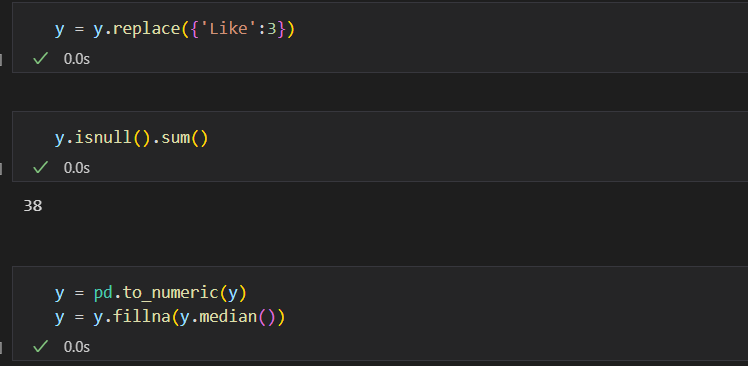 y = y.replace({'Like':3})
0.0s
y.isnull().sum()
0.0s
38
y = pd.to_numeric(y)
y = y.fillna(y.median())
0.0s